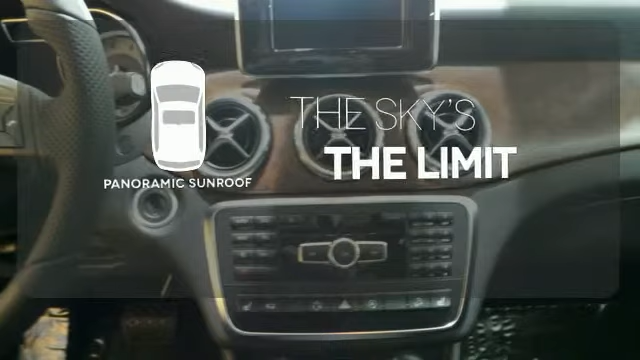 THE SKY'S
THE LIMIT
PANORAMIC SUNROOF